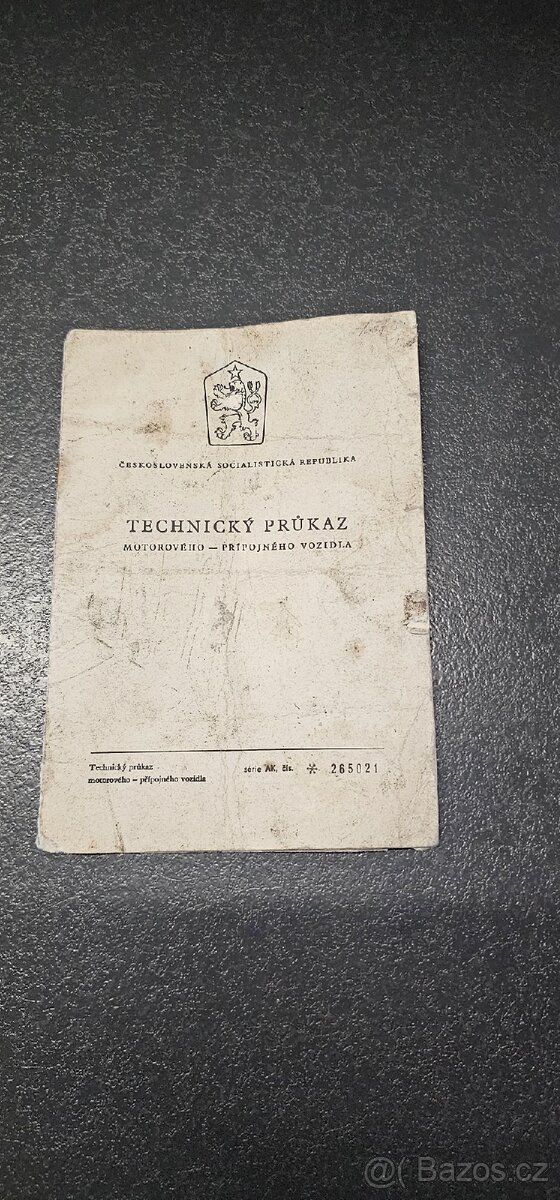 ČESKOSLOVENSKÁ SOCIALISTICKÁ REPUBLIKA
TECHNICKÝ PRŮKAZ
MOTOROVÉHO — PŘÍPOJNÉHO VOZIDLA
Technický průkaz
motorového – přípojného vozidla
série AK, čís. * 265021
@( Bazos.cz